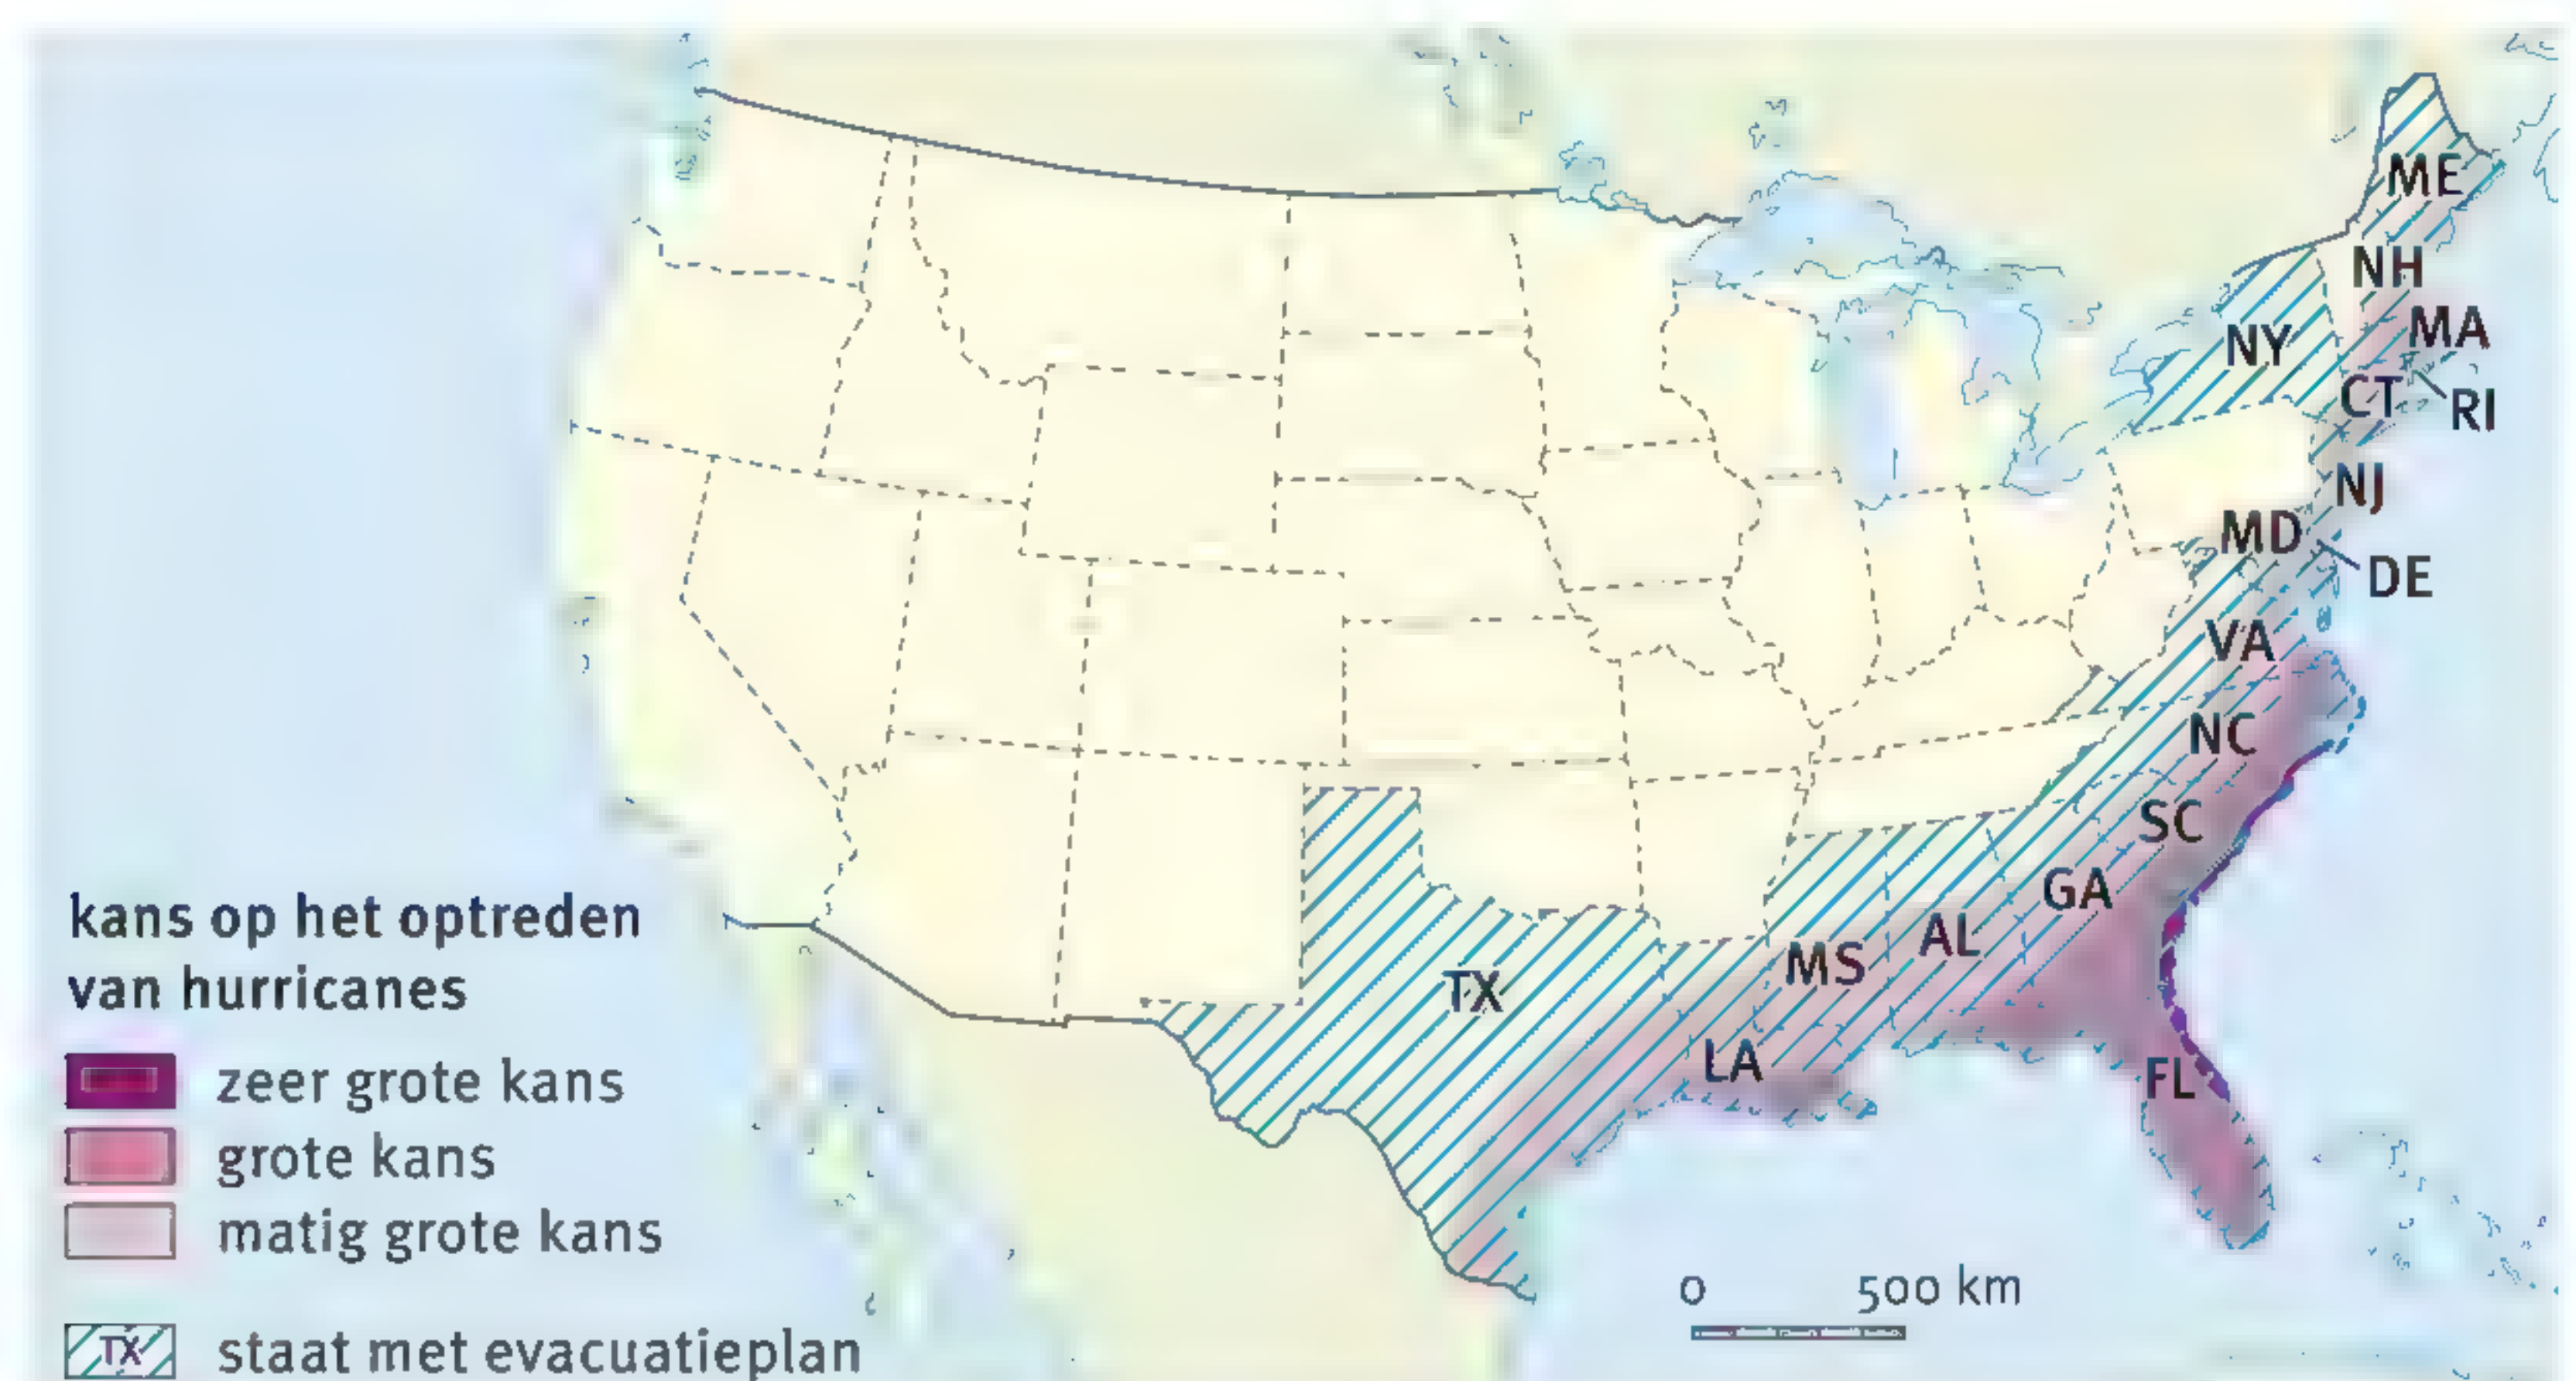 ME
NH
MA
NY
CT
RI
NJ
MD
DE
VA
NC
SC
GA
AL
MS
TX
LA
FL
kans op het optreden
van hurricanes
zeer grote kans
grote kans
matig grote kans
TX staat met evacuatieplan
0 500 km